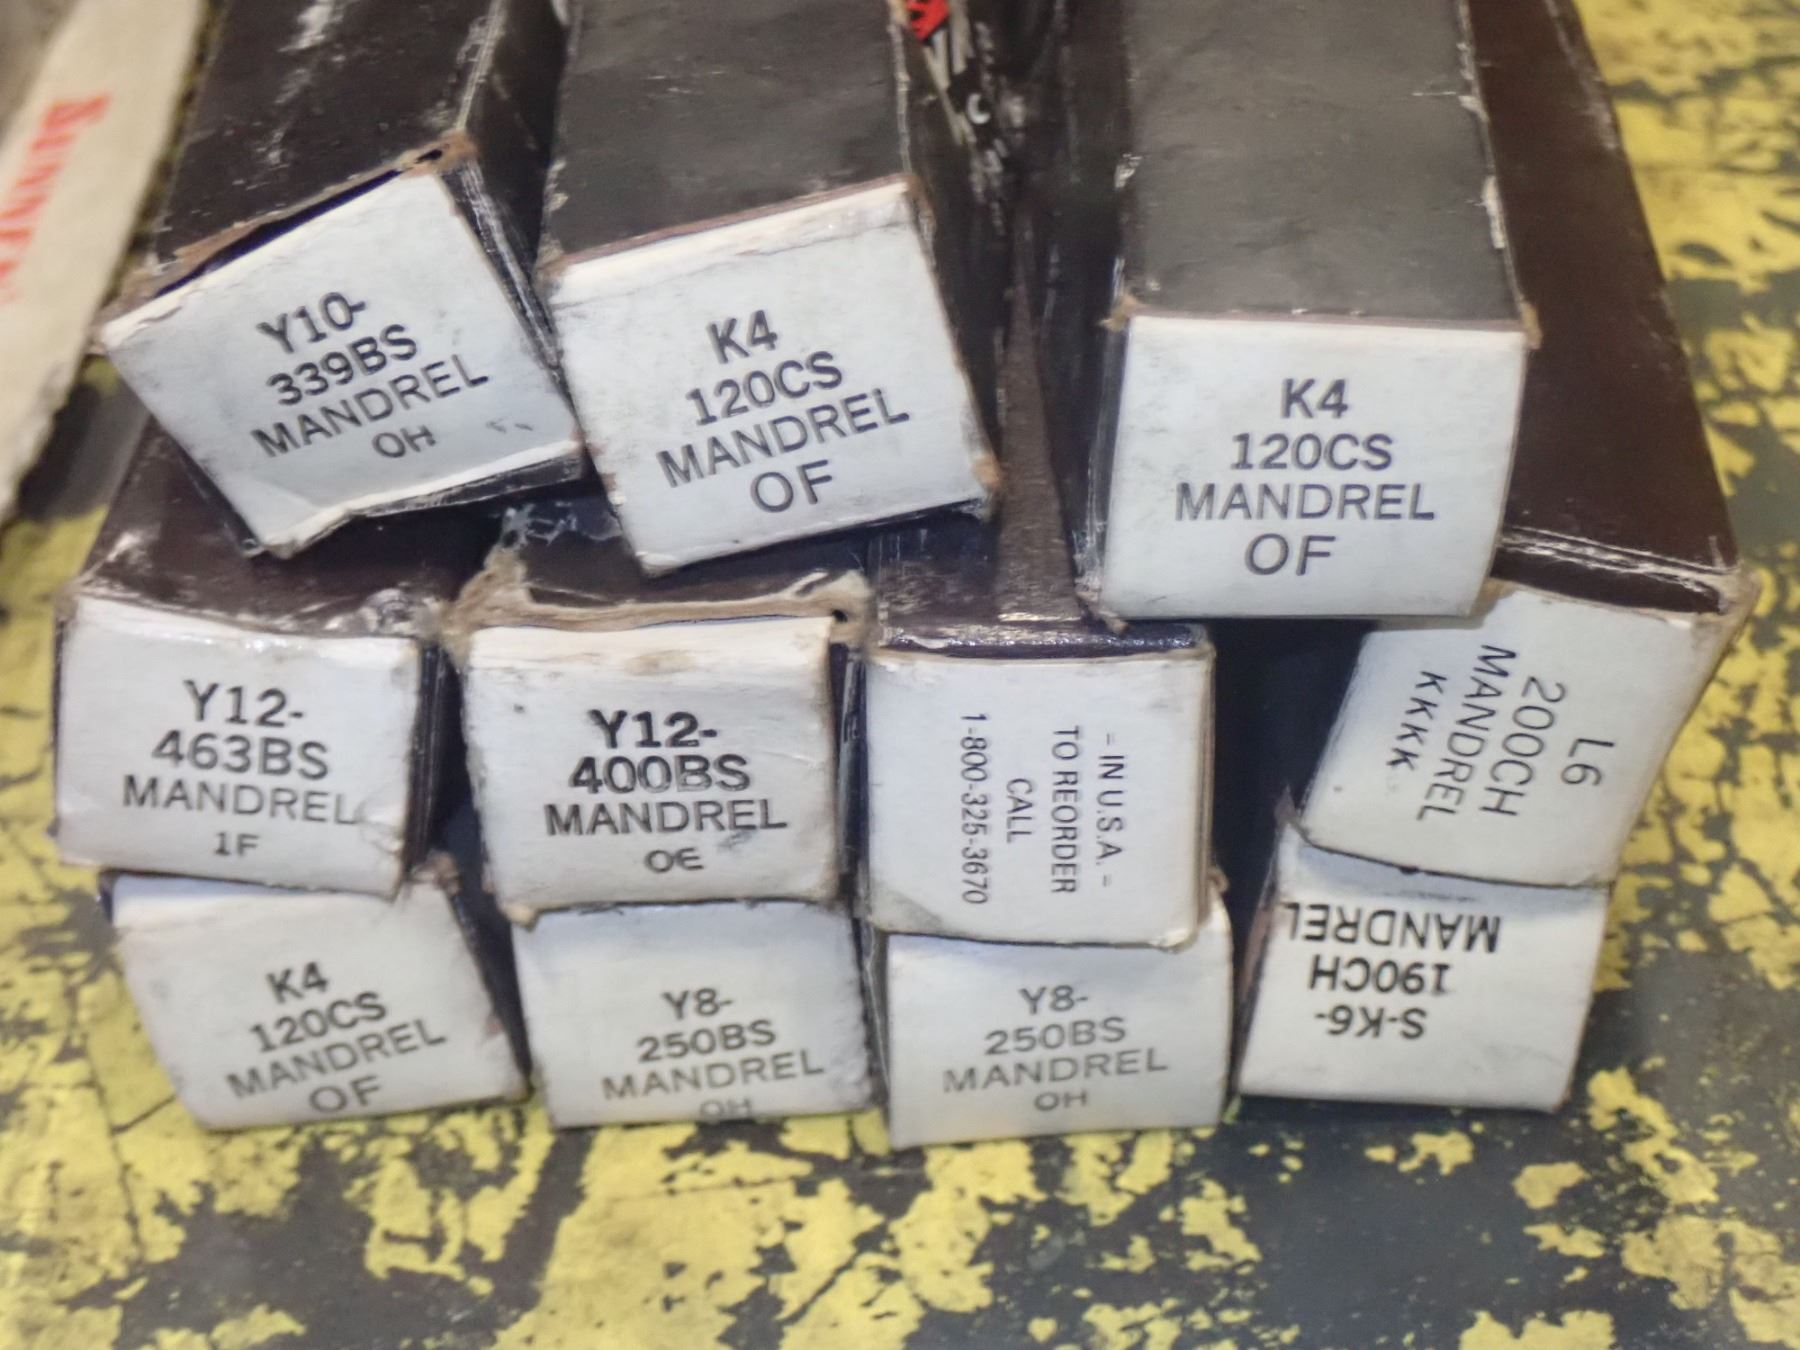 SUNNEN
Y10-
339BS
MANDREL
OH
K4
120CS
MANDREL
OF
K4
120CS
MANDREL
OF
Y12-
463BS
MANDREL
1F
Y12-
400BS
MANDREL
OE
= IN U.S.A. =
TO REORDER
CALL
1-800-325-3670
L6
200CH
MANDREL
KKKK
K4
120CS
MANDREL
OF
Y8-
250BS
MANDREL
OH
Y8-
250BS
MANDREL
OH
S-K6-
190CH
MANDREL